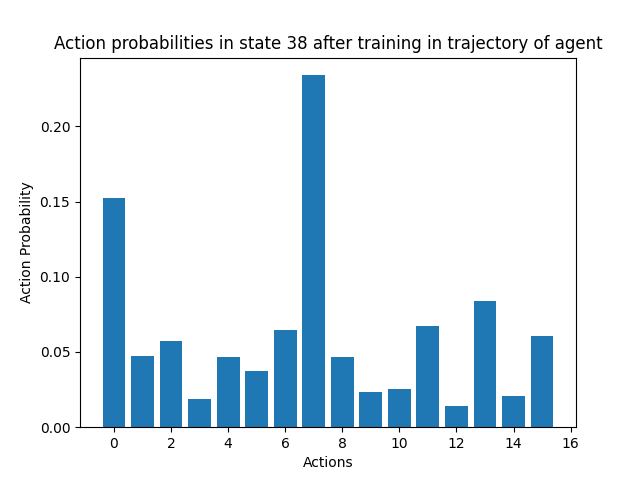 Action probabilities in state 38 after training in trajectory of agent
Action Probability
0.20
0.15
0.10
0.05
0.00
0 2 4 6 8 10 12 14 16
Actions